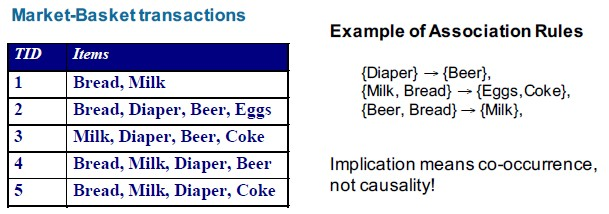 Market-Basket transactions
TID Items
1 Bread, Milk
2 Bread, Diaper, Beer, Eggs
3 Milk, Diaper, Beer, Coke
4 Bread, Milk, Diaper, Beer
5 Bread, Milk, Diaper, Coke
Example of Association Rules
{Diaper} → {Beer},
{Milk, Bread} → {Eggs,Coke},
{Beer, Bread} → {Milk},
Implication means co-occurrence,
not causality!